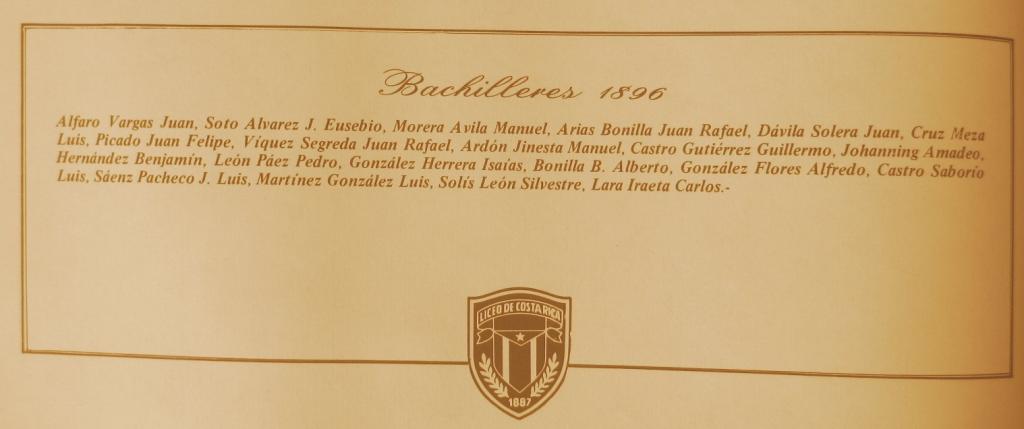 Bachilleres 1896
Alfaro Vargas Juan, Soto Alvarez J. Eusebio, Morera Avila Manuel, Arias Bonilla Juan Rafael, Dávila Solera Juan, Cruz Meza
Luis, Picado Juan Felipe, Víquez Segreda Juan Rafael, Ardón Jinesta Manuel, Castro Gutiérrez Guillermo, Johanning Amadeo,
Hernández Benjamín, León Páez Pedro, González Herrera Isaías, Bonilla B. Alberto, González Flores Alfredo, Castro Saborío
Luis, Sáenz Pacheco J. Luis, Martínez González Luis, Solís León Silvestre, Lara Iraeta Carlos.-
LICEO DE COSTA RICA
1887